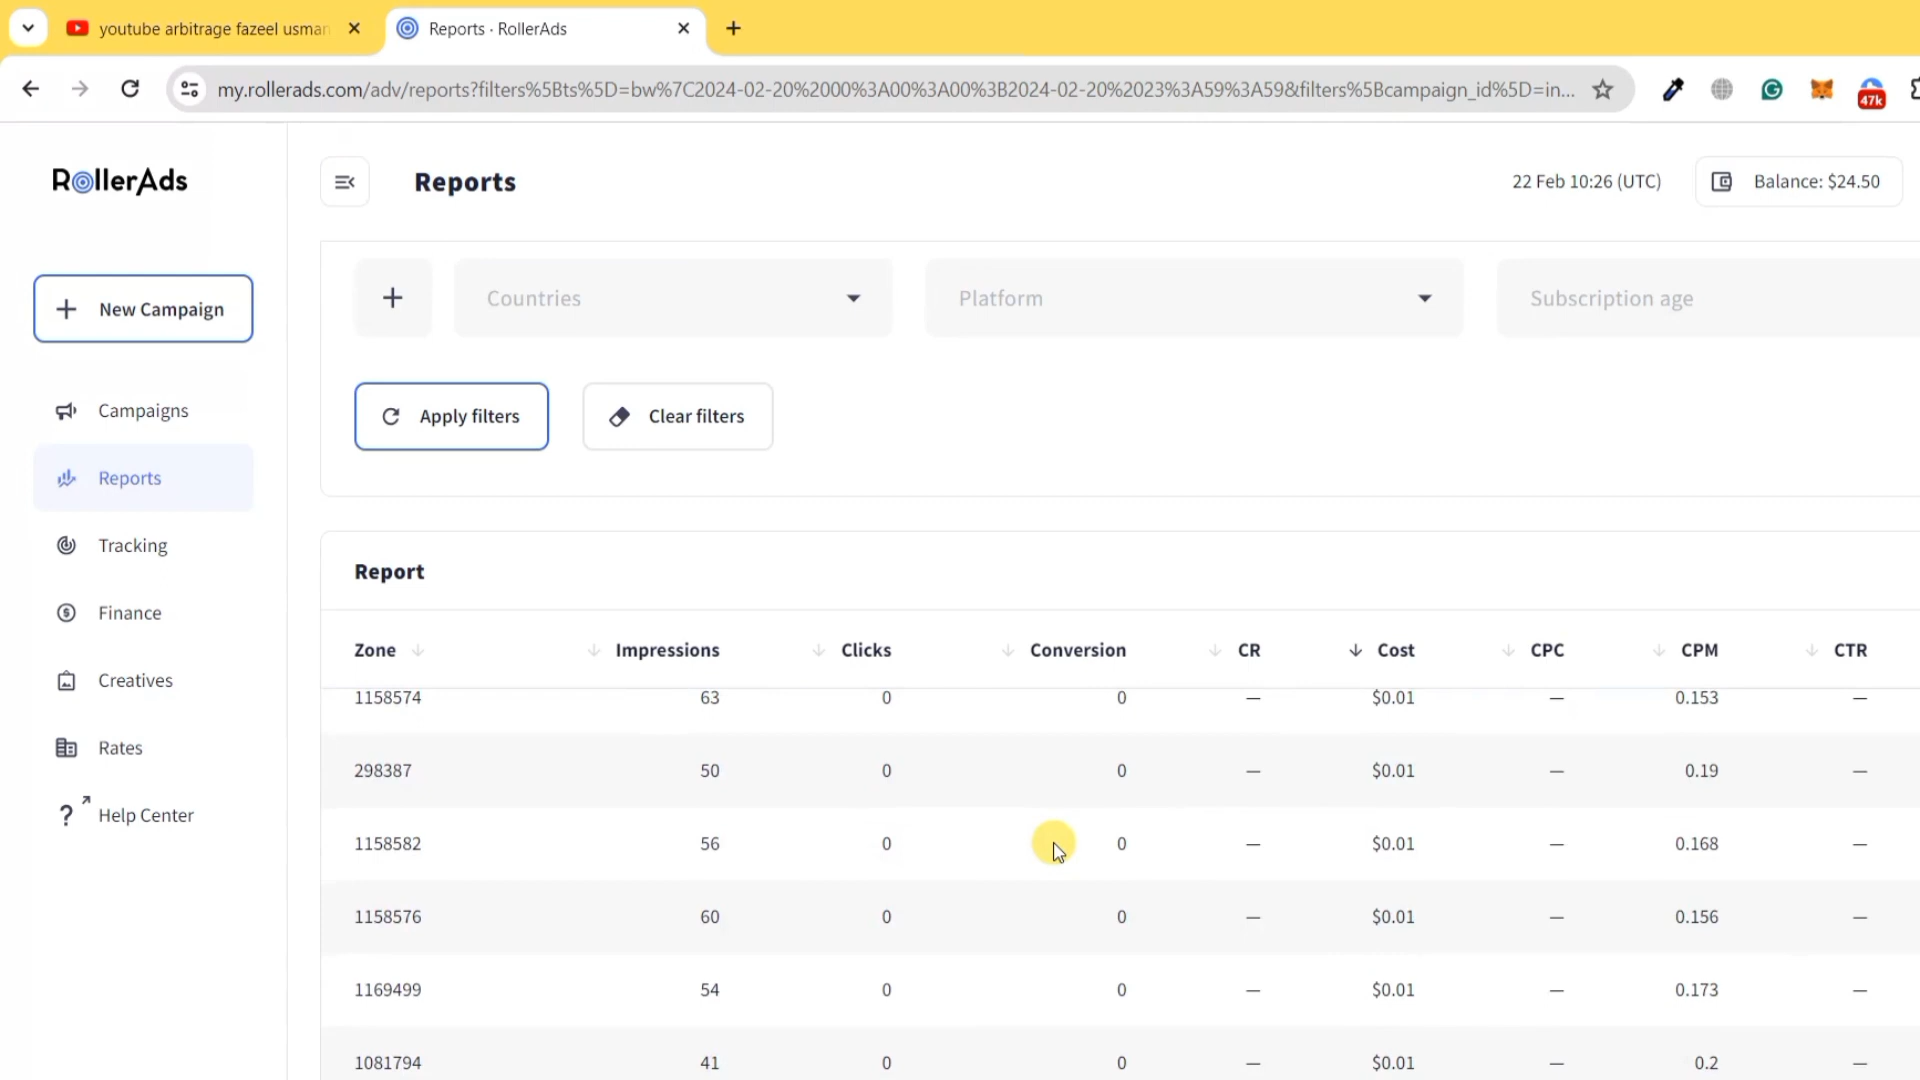 youtube arbitrage fazeel usman
Reports · RollerAds
my.rollerads.com/adv/reports?filters%5Bts%5D=bw%7C2024-02-20%2000%3A00%3A00%3B2024-02-20%2023%3A59%3A59&filters%5Bcampaign_id%5D=in...
47k
RollerAds
Reports
22 Feb 10:26 (UTC)
Balance: $24.50
New Campaign
Countries
Platform
Subscription age
Apply filters
Clear filters
Campaigns
Reports
Tracking
Finance
Creatives
Rates
Help Center
Report
Zone Impressions Clicks Conversion CR Cost CPC CPM CTR
1158574 63 0 0 — $0.01 — 0.153 —
298387 50 0 0 — $0.01 — 0.19 —
1158582 56 0 0 — $0.01 — 0.168 —
1158576 60 0 0 — $0.01 — 0.156 —
1169499 54 0 0 — $0.01 — 0.173 —
1081794 41 0 0 — $0.01 — 0.2 —